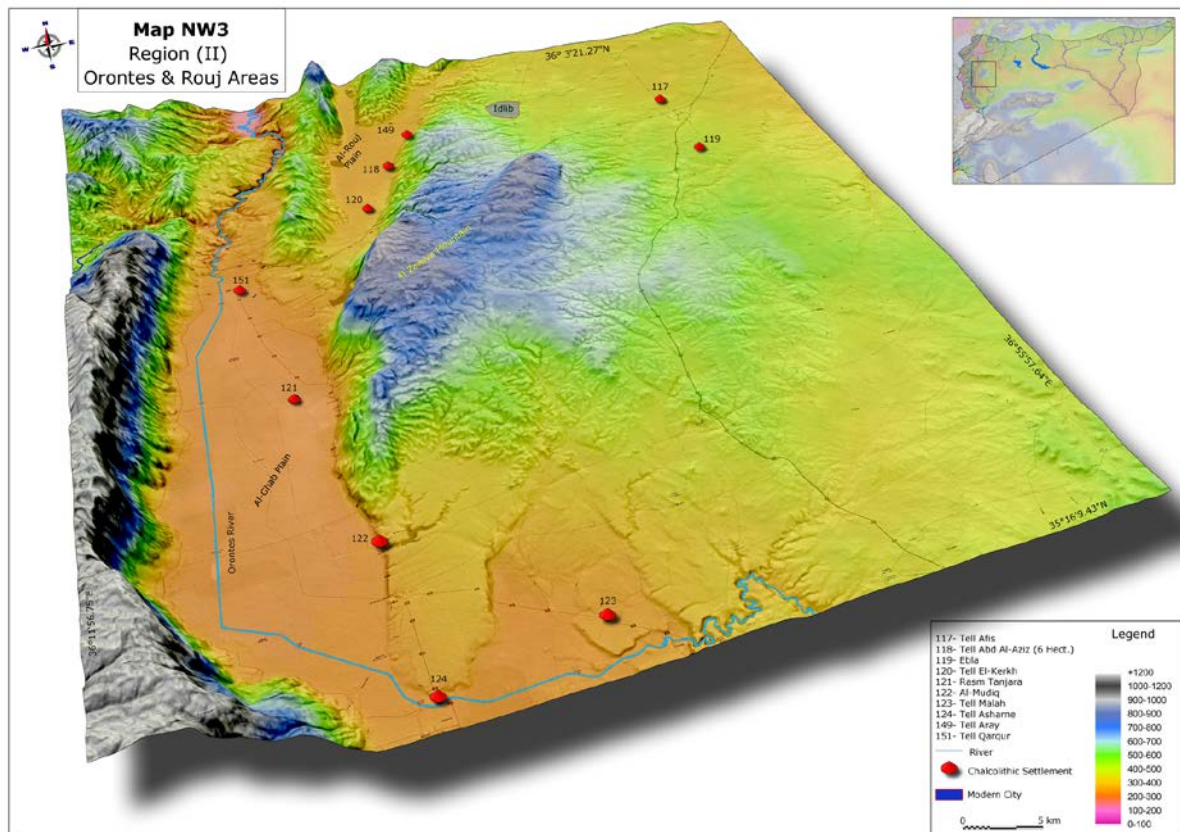 Map NW3
Region (II)
Orontes & Rouj Areas
N
E
S
W
36° 3'21.27"N
Idlib
117
119
149
Al-Rouj
Plain
118
120
El Zawiye Mountain
151
121
Al-Ghab Plain
Orontes River
122
123
124
36°55'57.64"E
35°16'9.43"N
36°11'56.75"E
117- Tell Afis
118- Tell Abd Al-Aziz (6 Hect.)
119- Ebla
120- Tell El-Kerkh
121- Rasm Tanjara
122- Al-Mudiq
123- Tell Malah
124- Tell Asharne
149- Tell Aray
151- Tell Qarqur
River
Chalcolithic Settlement
Modern City
0 5 km
Legend
+1200
1000-1200
900-1000
800-900
700-800
600-700
500-600
400-500
300-400
200-300
100-200
0-100